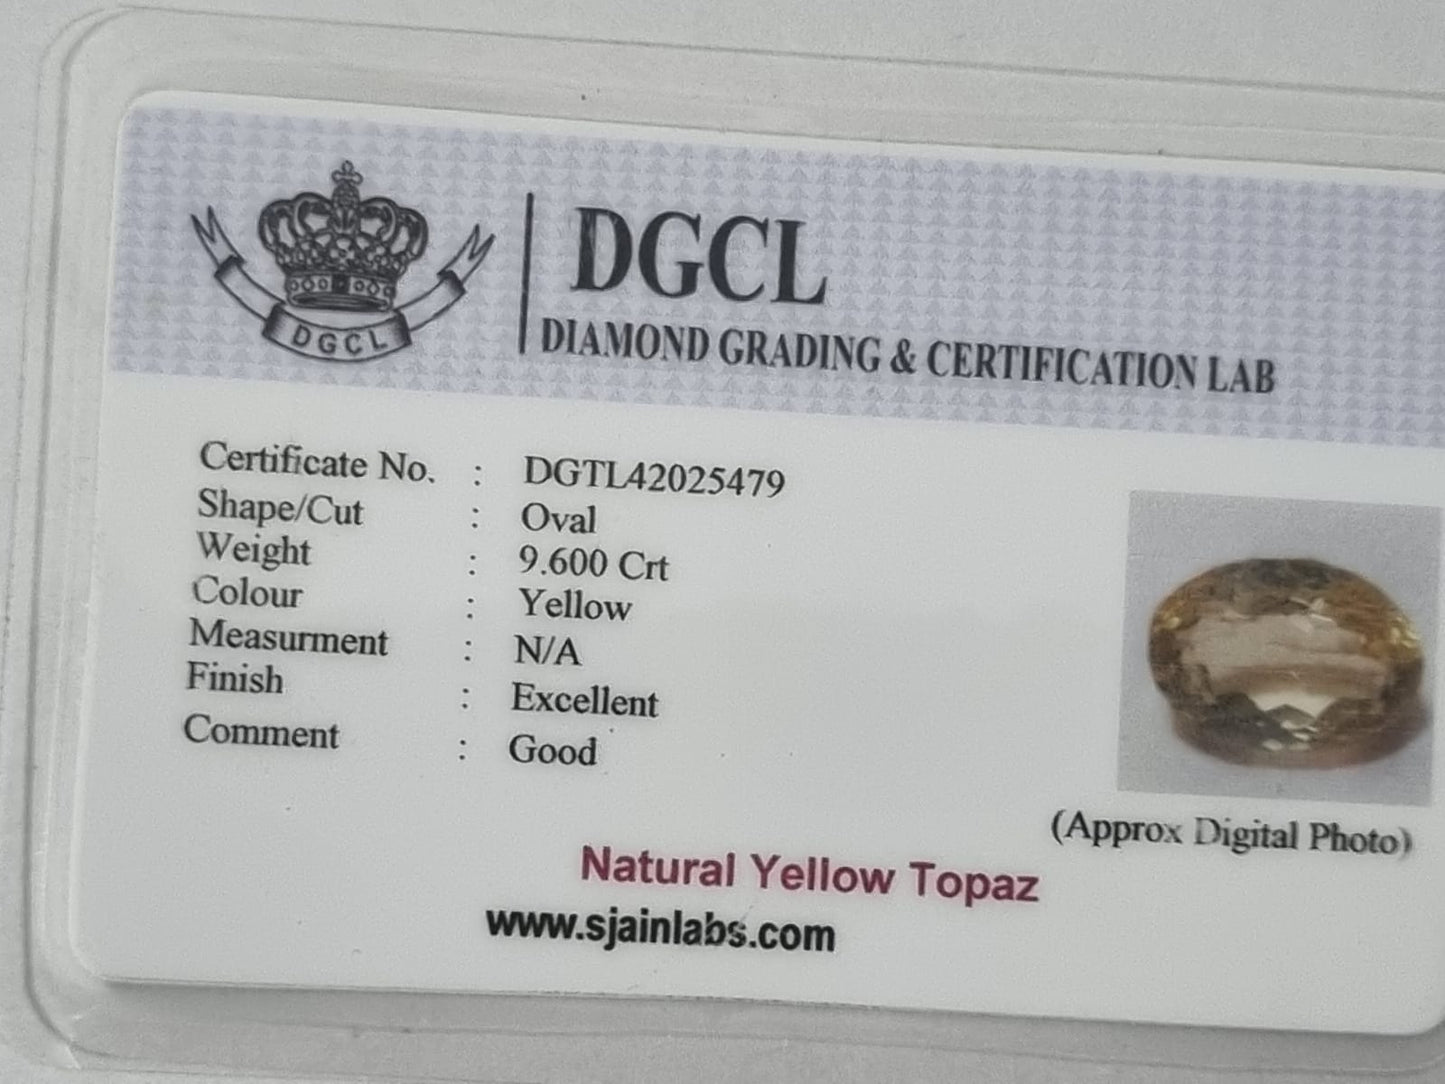 DGCL
DGCL
DIAMOND GRADING & CERTIFICATION LAB
Certificate No. : DGTL42025479
Shape/Cut : Oval
Weight : 9.600 Crt
Colour : Yellow
Measurment : N/A
Finish : Excellent
Comment : Good
(Approx Digital Photo)
Natural Yellow Topaz
www.sjainlabs.com